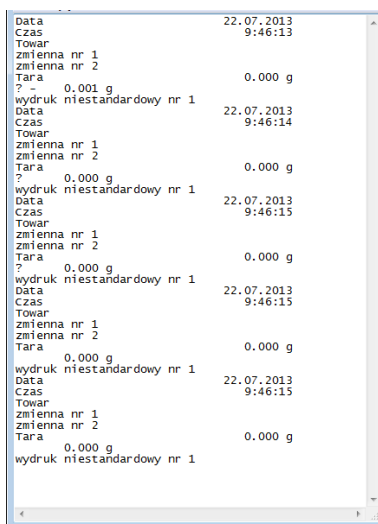 Data 22.07.2013
Czas 9:46:13
Towar
zmienna nr 1
zmienna nr 2
Tara 0.000 g
? - 0.001 g
wydruk niestandardowy nr 1
Data 22.07.2013
Czas 9:46:14
Towar
zmienna nr 1
zmienna nr 2
Tara 0.000 g
? 0.000 g
wydruk niestandardowy nr 1
Data 22.07.2013
Czas 9:46:15
Towar
zmienna nr 1
zmienna nr 2
Tara 0.000 g
? 0.000 g
wydruk niestandardowy nr 1
Data 22.07.2013
Czas 9:46:15
Towar
zmienna nr 1
zmienna nr 2
Tara 0.000 g
0.000 g
wydruk niestandardowy nr 1
Data 22.07.2013
Czas 9:46:15
Towar
zmienna nr 1
zmienna nr 2
Tara 0.000 g
0.000 g
wydruk niestandardowy nr 1